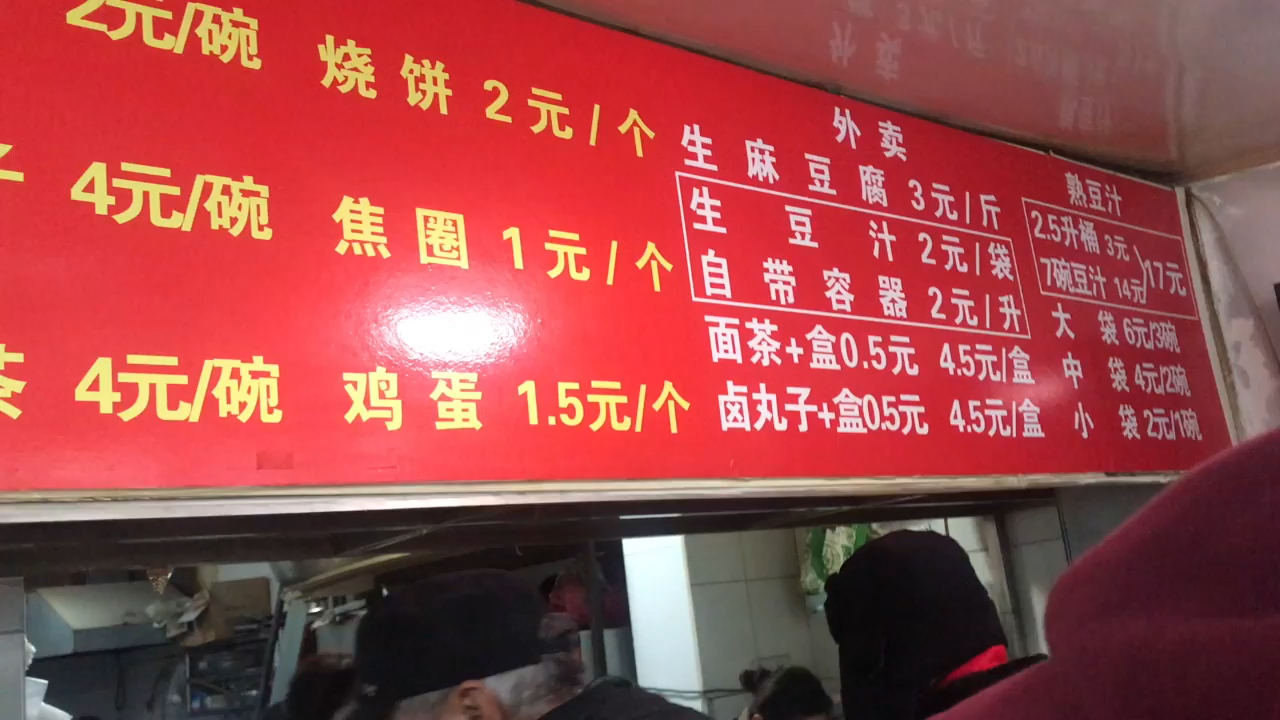 2元/碗 烧饼 2元/个
4元/碗 焦圈 1元/个
茶 4元/碗 鸡蛋 1.5元/个
外卖
生麻豆腐 3元/斤
生豆汁 2元/袋
自带容器 2元/升
面茶+盒0.5元 4.5元/盒
卤丸子+盒0.5元 4.5元/盒
熟豆汁
2.5升桶 3元
7碗豆汁 14元
17元
大袋 6元/3碗
中袋 4元/2碗
小袋 2元/1碗